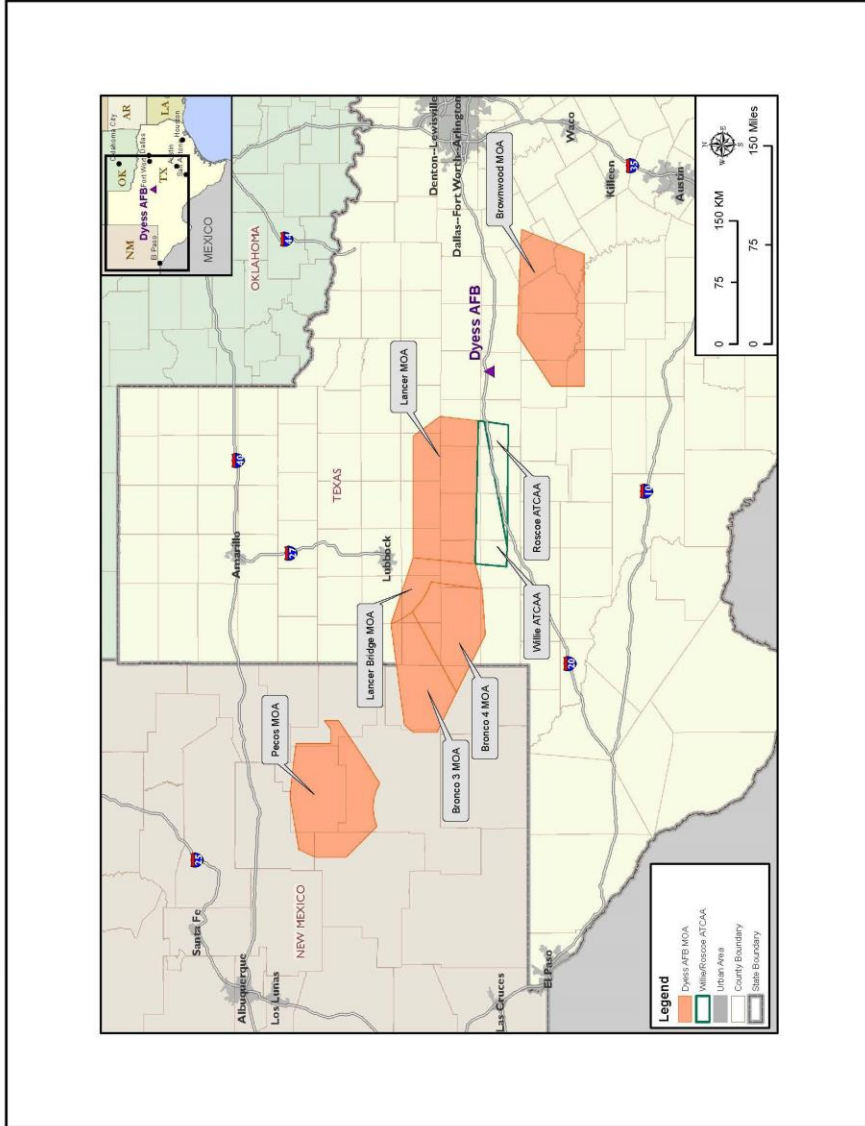 Santa Fe
Albuquerque
Los Lunas
NEW MEXICO
25
Las Cruces
El Paso
Pecos MOA
Amarillo
40
27
Lubbock
TEXAS
OKLAHOMA
44
Lancer Bridge MOA
Lancer MOA
Bronco 3 MOA
Bronco 4 MOA
Willie ATCAA
Roscoe ATCAA
20
10
Dyess AFB
Brownwood MOA
Denton--Lewisville
Dallas--Fort Worth--Arlington
Waco
Killeen
35
Austin
NM
OK
AR
TX
LA
Oklahoma City
Dyess AFB
Fort Worth
Dallas
El Paso
Austin
Houston
MEXICO
Legend
Dyess AFB MOA
Willie/Roscoe ATCAA
Urban Area
County Boundary
State Boundary
N
W
E
S
0 75 150 KM
0 75 150 Miles